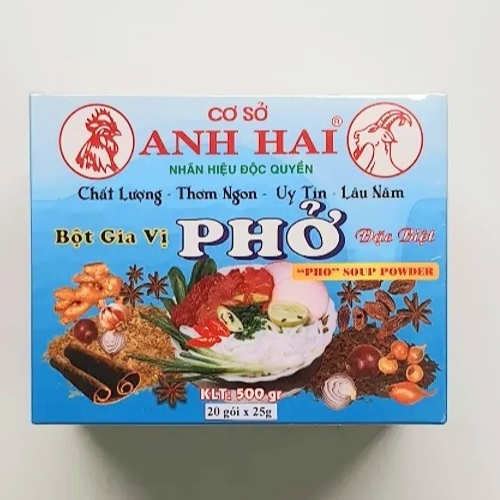 CƠ SỞ
ANH HAI ®
NHÃN HIỆU ĐỘC QUYỀN
Chất Lượng - Thơm Ngon - Uy Tín - Lâu Năm
Bột Gia Vị PHỞ Đặc Biệt
"PHO" SOUP POWDER
KLT: 500 gr
20 gói x 25g